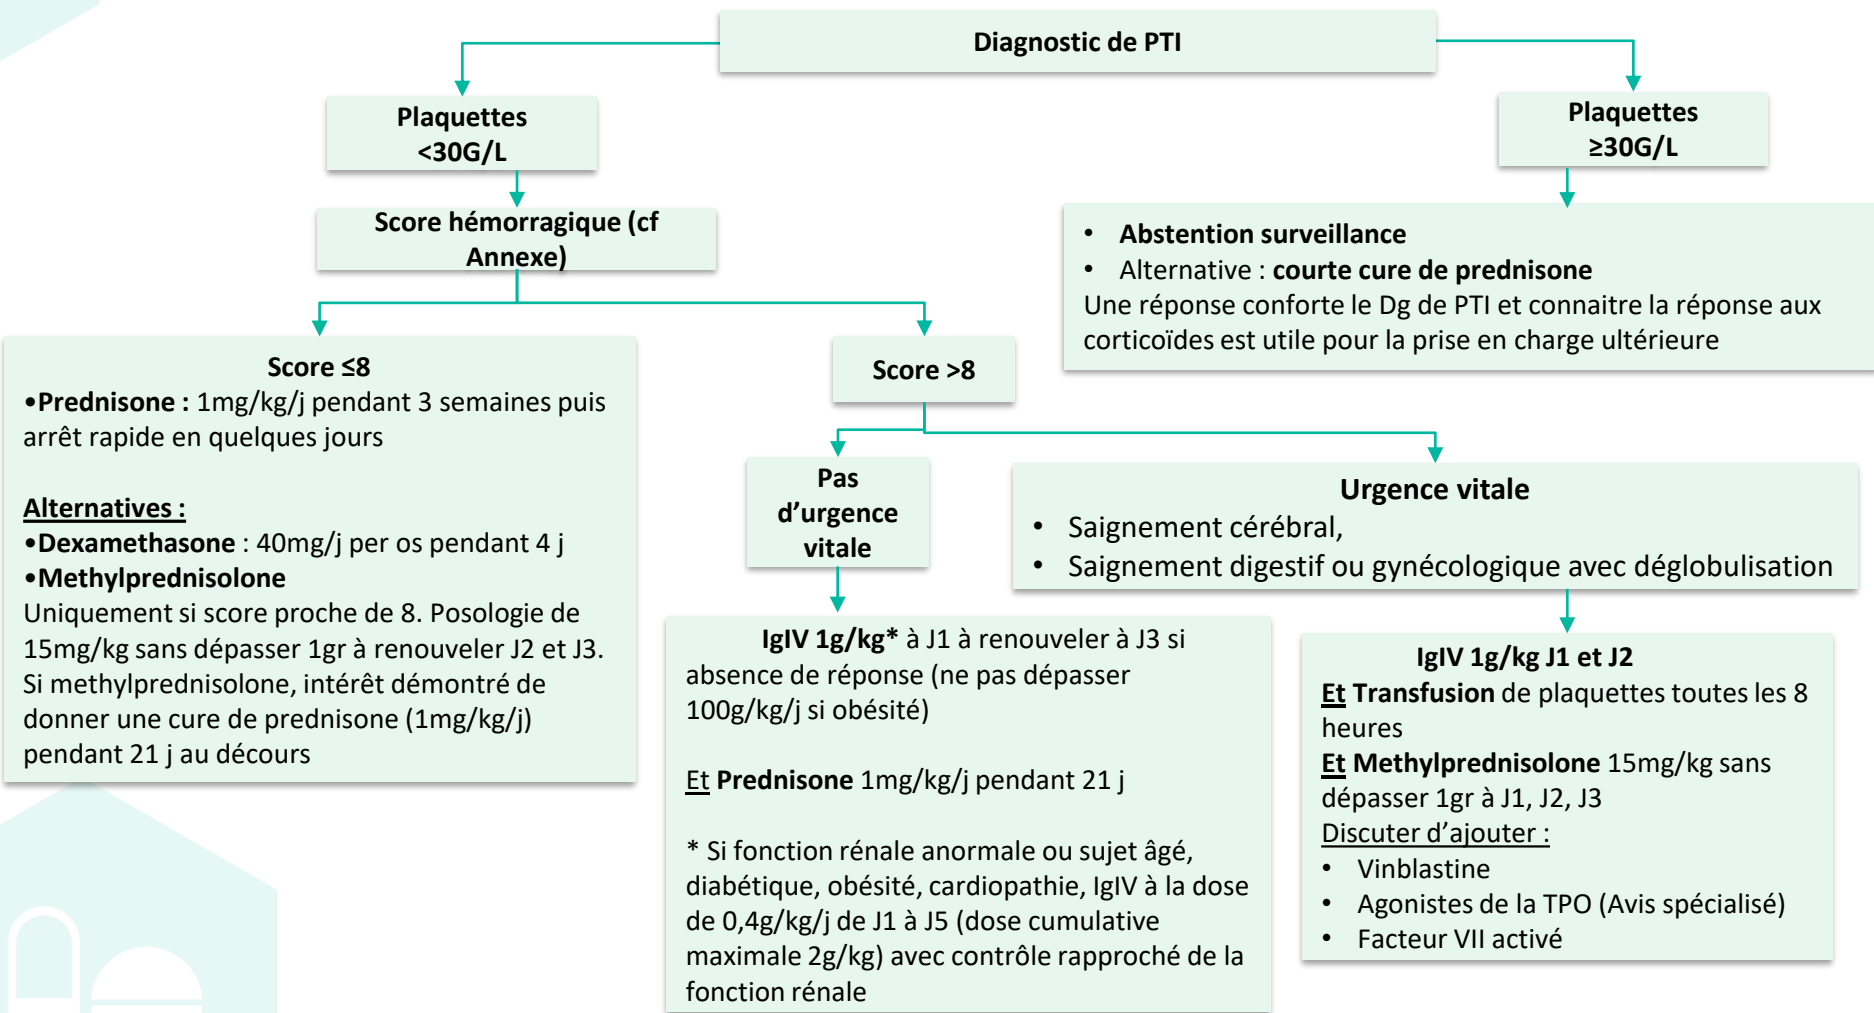 Diagnostic de PTI
Plaquettes
<30G/L
Plaquettes
≥30G/L
Score hémorragique (cf
Annexe)
• Abstention surveillance
• Alternative : courte cure de prednisone
Une réponse conforte le Dg de PTI et connaitre la réponse aux
corticoïdes est utile pour la prise en charge ultérieure
Score ≤8
•Prednisone : 1mg/kg/j pendant 3 semaines puis
arrêt rapide en quelques jours
Alternatives :
•Dexamethasone : 40mg/j per os pendant 4 j
•Methylprednisolone
Uniquement si score proche de 8. Posologie de
15mg/kg sans dépasser 1gr à renouveler J2 et J3.
Si methylprednisolone, intérêt démontré de
donner une cure de prednisone (1mg/kg/j)
pendant 21 j au décours
Score >8
Pas
d’urgence
vitale
Urgence vitale
• Saignement cérébral,
• Saignement digestif ou gynécologique avec déglobulisation
IgIV 1g/kg* à J1 à renouveler à J3 si
absence de réponse (ne pas dépasser
100g/kg/j si obésité)
Et Prednisone 1mg/kg/j pendant 21 j
* Si fonction rénale anormale ou sujet âgé,
diabétique, obésité, cardiopathie, IgIV à la dose
de 0,4g/kg/j de J1 à J5 (dose cumulative
maximale 2g/kg) avec contrôle rapproché de la
fonction rénale
IgIV 1g/kg J1 et J2
Et Transfusion de plaquettes toutes les 8
heures
Et Methylprednisolone 15mg/kg sans
dépasser 1gr à J1, J2, J3
Discuter d’ajouter :
• Vinblastine
• Agonistes de la TPO (Avis spécialisé)
• Facteur VII activé